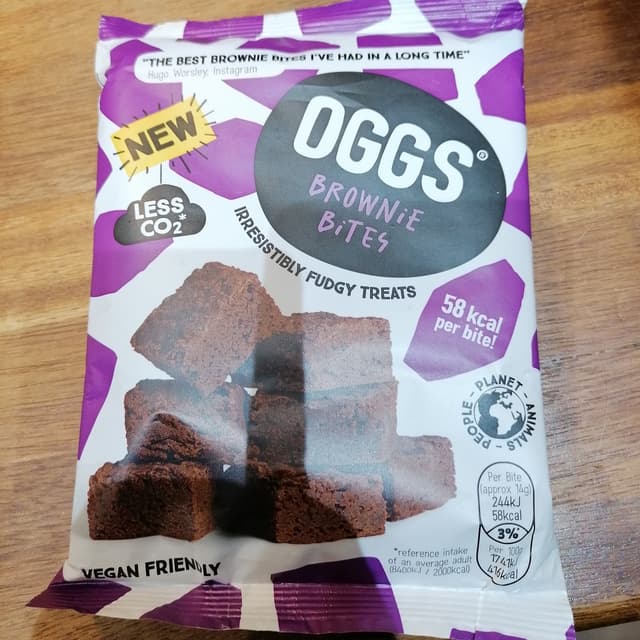 "THE BEST BROWNIE BITES I'VE HAD IN A LONG TIME"
Hugo Worsley, Instagram
NEW
LESS
CO2*
OGGS®
BROWNiE
BiTES
IRRESISTIBLY FUDGY TREATS
58 kcal
per bite!
PLANET - ANIMALS - PEOPLE -
Per Bite
(approx 14g)
244kJ
58kcal
3%*
Per 100g
1741kJ
416kcal
*reference intake
of an average adult
(8400kJ / 2000kcal)
VEGAN FRIENDLY